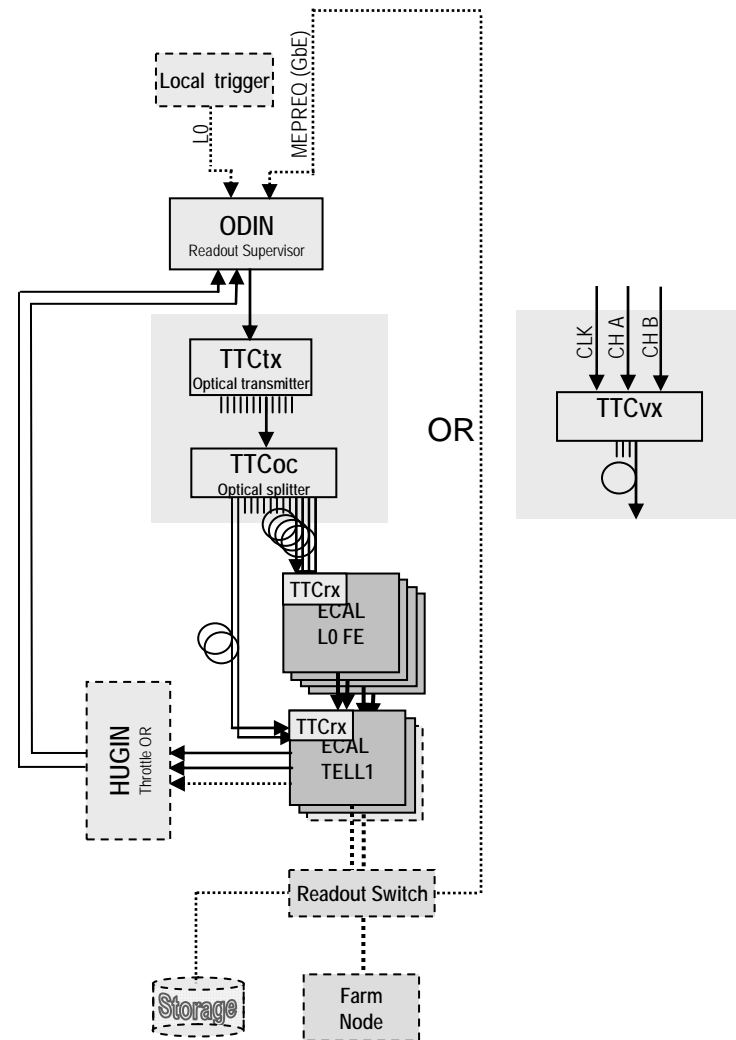 Local trigger
L0
MEPREQ (GbE)
ODIN
Readout Supervisor
TTCtx
Optical transmitter
TTCoc
Optical splitter
OR
CLK
CH A
CH B
TTCvx
TTCrx
ECAL
L0 FE
TTCrx
ECAL
TELL1
HUGIN
Throttle OR
Readout Switch
Storage
Farm
Node